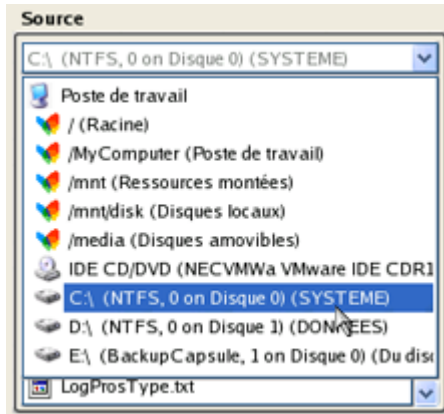 Source
C:\ (NTFS, 0 on Disque 0) (SYSTEME)
Poste de travail
/ (Racine)
/MyComputer (Poste de travail)
/mnt (Ressources montées)
/mnt/disk (Disques locaux)
/media (Disques amovibles)
IDE CD/DVD (NECVMWa VMware IDE CDR1
C:\ (NTFS, 0 on Disque 0) (SYSTEME)
D:\ (NTFS, 0 on Disque 1) (DONNEES)
E:\ (BackupCapsule, 1 on Disque 0) (Du disq
LogProsType.txt